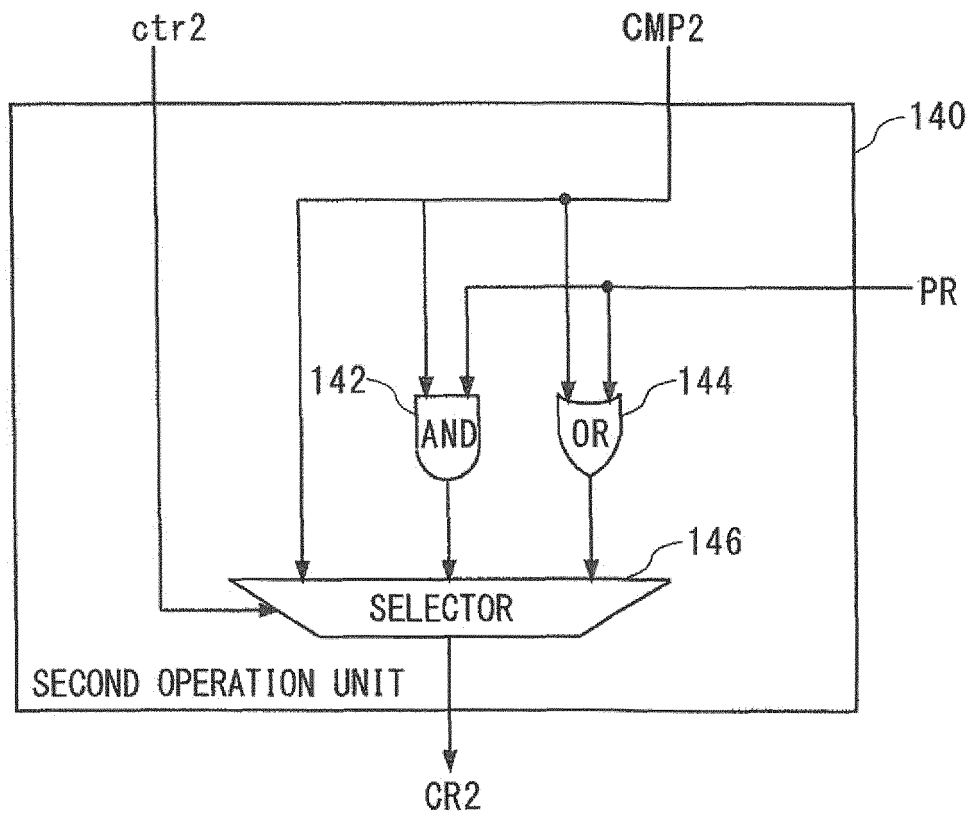 ctr2
CMP2
140
PR
142
144
AND
OR
146
SELECTOR
SECOND OPERATION UNIT
CR2